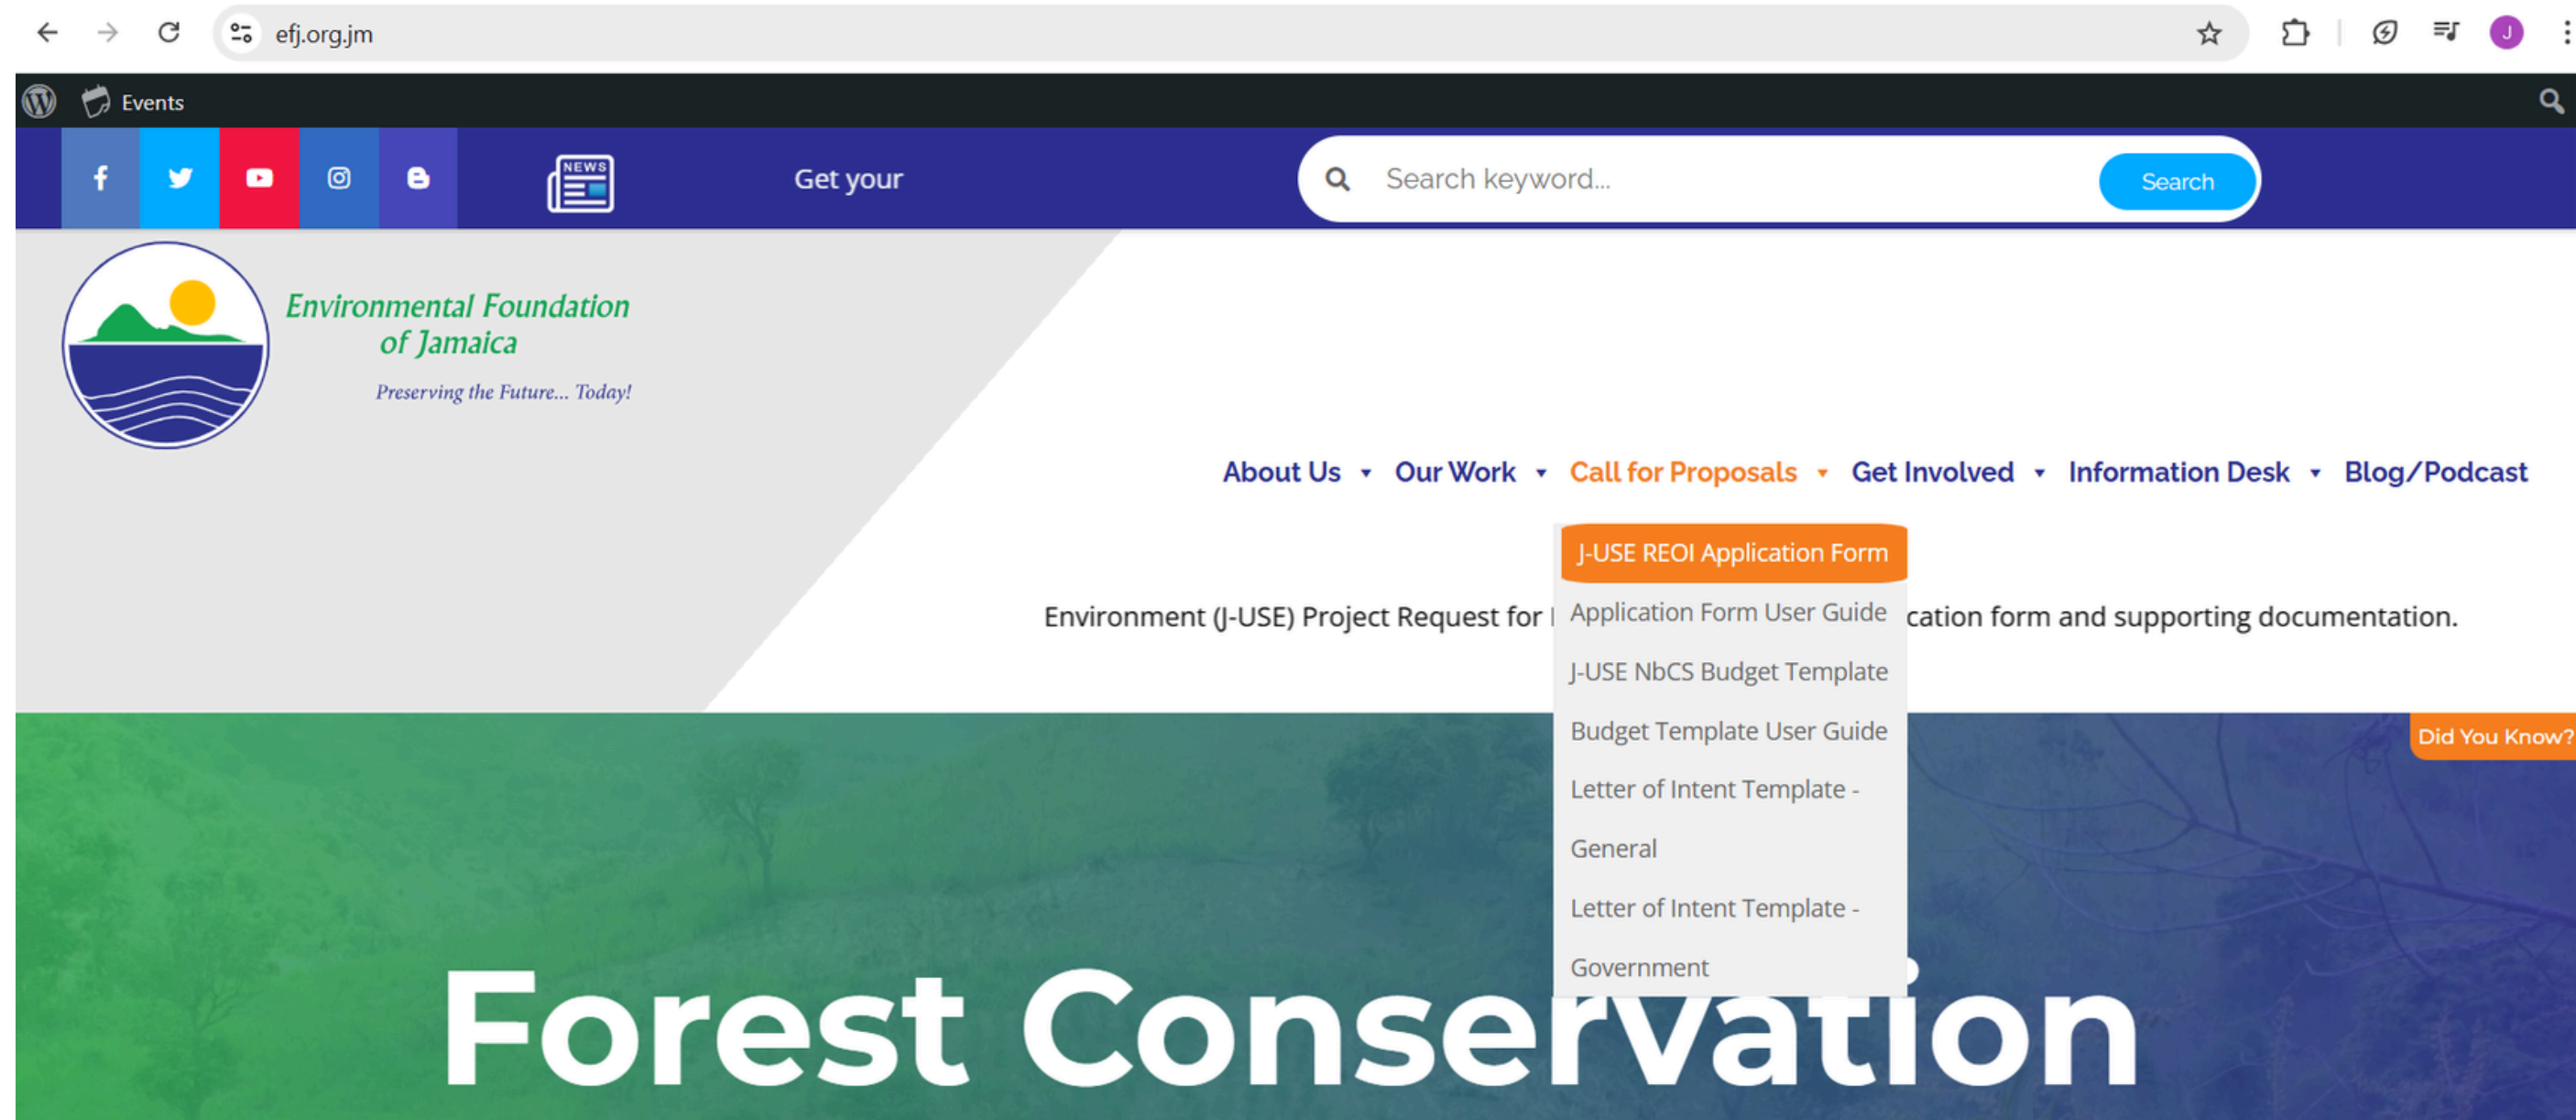 efj.org.jm
J
Events
NEWS
Get your
Search keyword...
Search
Environmental Foundation
of Jamaica
Preserving the Future... Today!
About Us Our Work Call for Proposals Get Involved Information Desk Blog/Podcast
J-USE REOI Application Form
Application Form User Guide
Environment (J-USE) Project Request for cation form and supporting documentation.
J-USE NbCS Budget Template
Budget Template User Guide
Did You Know?
Letter of Intent Template -
General
Letter of Intent Template -
Government
Forest Conservation